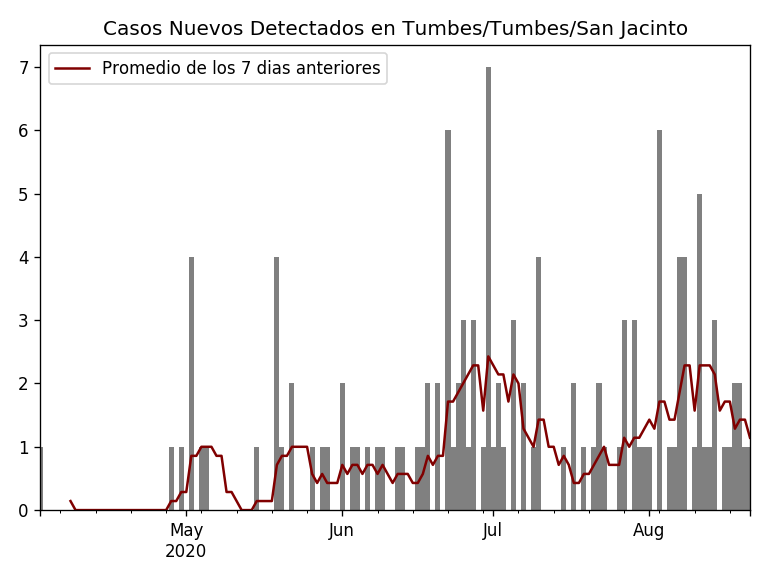 Casos Nuevos Detectados en Tumbes/Tumbes/San Jacinto
Promedio de los 7 dias anteriores
7
6
5
4
3
2
1
0
May
2020
Jun
Jul
Aug